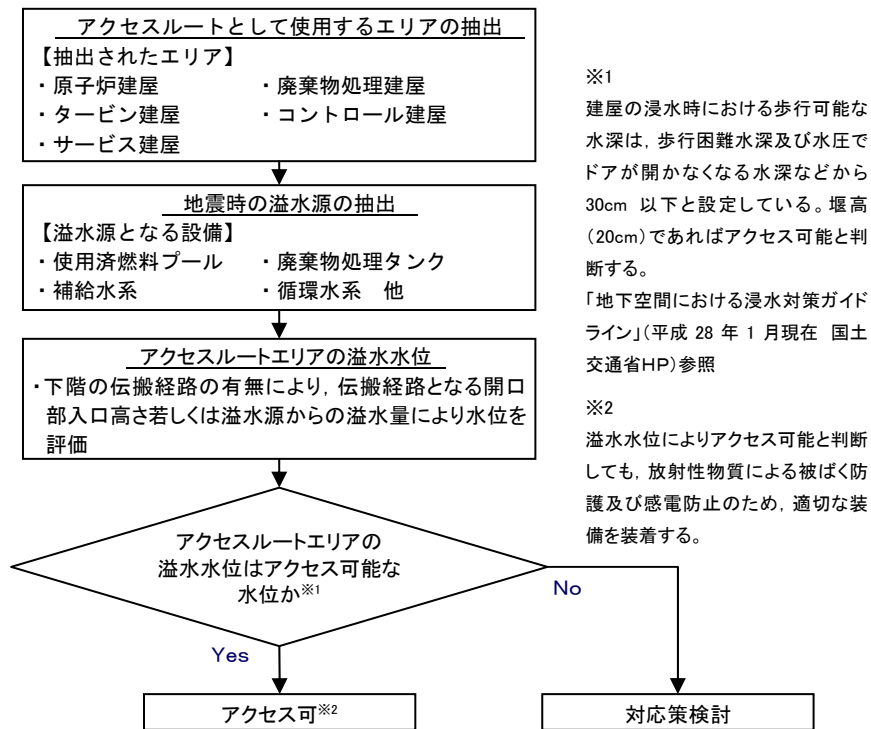 アクセスルートとして使用するエリアの抽出
【抽出されたエリア】
・原子炉建屋 ・廃棄物処理建屋
・タービン建屋 ・コントロール建屋
・サービス建屋
地震時の溢水源の抽出
【溢水源となる設備】
・使用済燃料プール ・廃棄物処理タンク
・補給水系 ・循環水系 他
アクセスルートエリアの溢水水位
・下階の伝搬経路の有無により，伝搬経路となる開口
部入口高さ若しくは溢水源からの溢水量により水位を
評価
アクセスルートエリアの
溢水水位はアクセス可能な
水位か※1
No
Yes
アクセス可※2
対応策検討
※1
建屋の浸水時における歩行可能な
水深は，歩行困難水深及び水圧で
ドアが開かなくなる水深などから
30cm 以下と設定している。堰高
（20cm）であればアクセス可能と判
断する。
「地下空間における浸水対策ガイド
ライン」（平成 28 年 1 月現在 国土
交通省HP）参照
※2
溢水水位によりアクセス可能と判断
しても，放射性物質による被ばく防
護及び感電防止のため，適切な装
備を装着する。